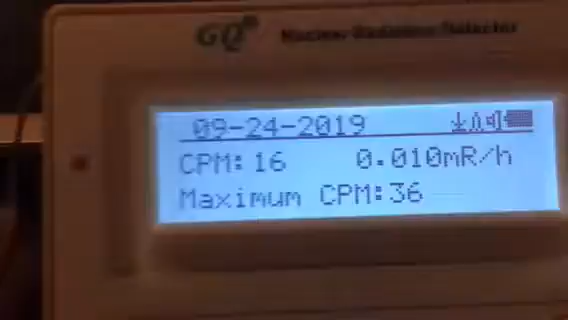 GQ Nuclear Radiation Detector
09-24-2019
CPM:16 0.010mR/h
Maximum CPM:36